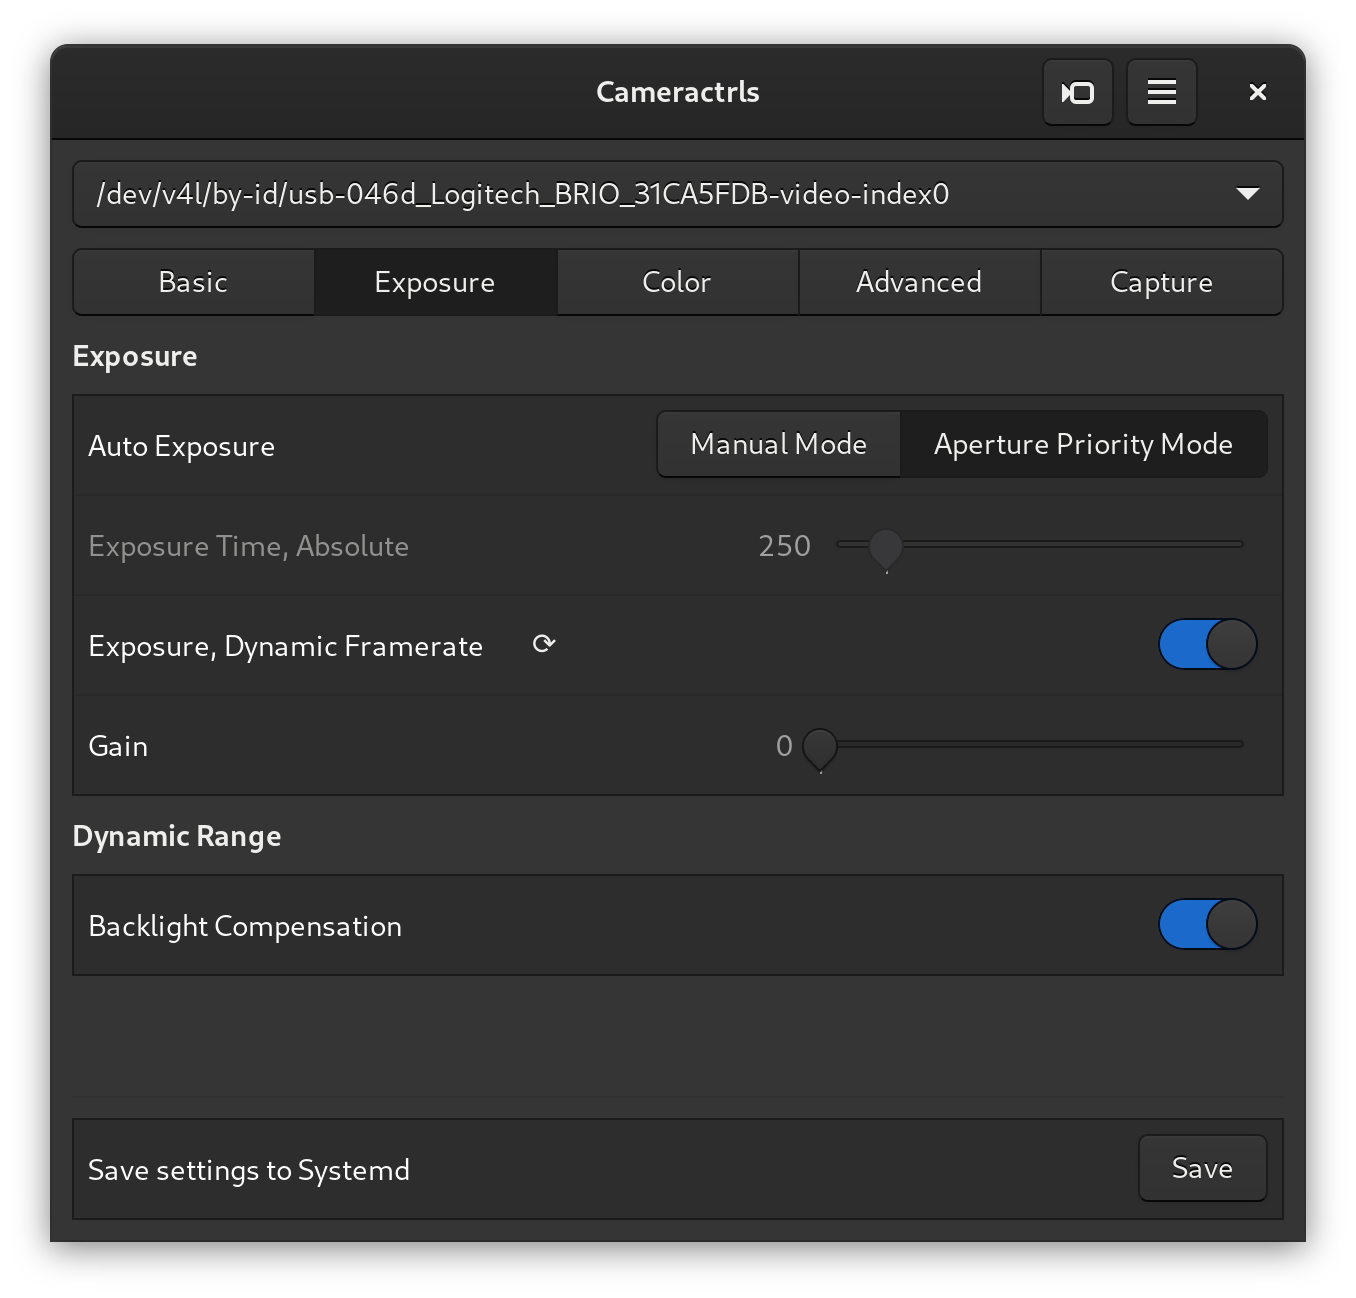 Cameractrls
/dev/v4l/by-id/usb-046d_Logitech_BRIO_31CA5FDB-video-index0
Basic Exposure Color Advanced Capture
Exposure
Auto Exposure Manual Mode Aperture Priority Mode
Exposure Time, Absolute 250
Exposure, Dynamic Framerate
Gain 0
Dynamic Range
Backlight Compensation
Save settings to Systemd Save